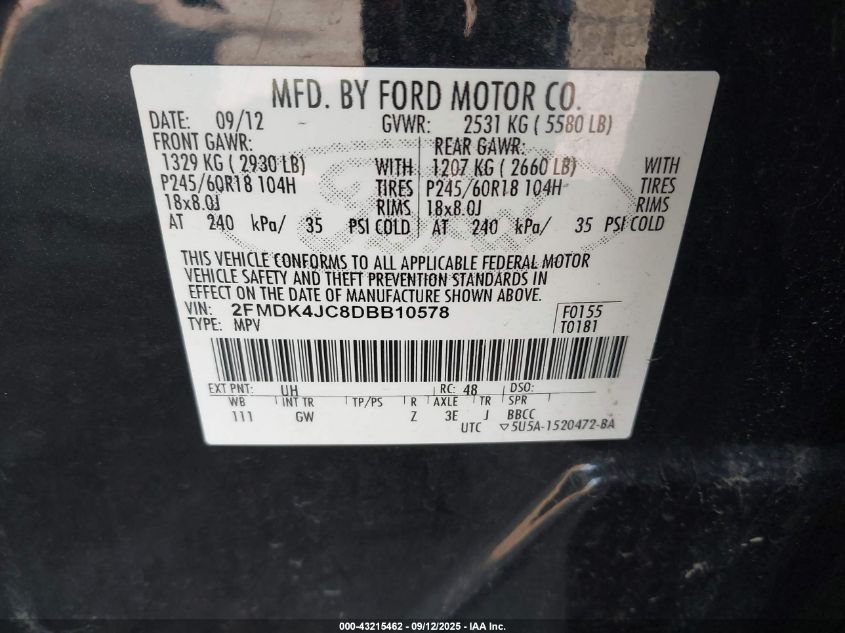 MFD. BY FORD MOTOR CO.
DATE: 09/12 GVWR: 2531 KG ( 5580 LB)
FRONT GAWR: REAR GAWR:
1329 KG ( 2930 LB) WITH 1207 KG ( 2660 LB) WITH
P245/60R18 104H TIRES P245/60R18 104H TIRES
18x8.0J RIMS 18x8.0J RIMS
AT 240 kPa/ 35 PSI COLD AT 240 kPa/ 35 PSI COLD
THIS VEHICLE CONFORMS TO ALL APPLICABLE FEDERAL MOTOR
VEHICLE SAFETY AND THEFT PREVENTION STANDARDS IN
EFFECT ON THE DATE OF MANUFACTURE SHOWN ABOVE.
VIN: 2FMDK4JC8DBB10578 F0155
TYPE: MPV T0181
EXT PNT: UH RC: 48 DSO:
WB INT TR TP/PS R AXLE TR SPR
111 GW Z 3E J BBCC
UTC ▽5U5A-1520472-BA
000-43215462 - 09/12/2025 - IAA Inc.